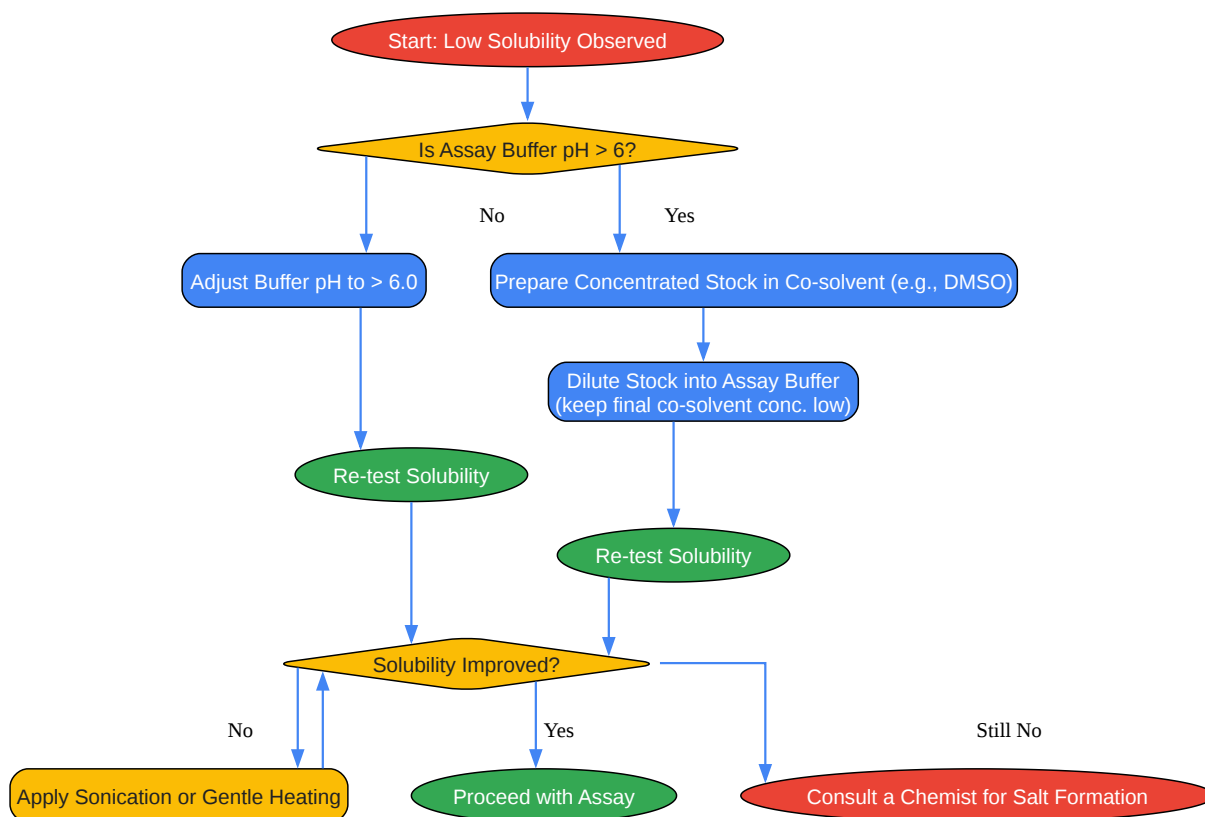 Start: Low Solubility Observed
Is Assay Buffer pH > 6?
No
Yes
Adjust Buffer pH to > 6.0
Prepare Concentrated Stock in Co-solvent (e.g., DMSO)
Dilute Stock into Assay Buffer
(keep final co-solvent conc. low)
Re-test Solubility
Re-test Solubility
Solubility Improved?
No
Yes
Still No
Apply Sonication or Gentle Heating
Proceed with Assay
Consult a Chemist for Salt Formation